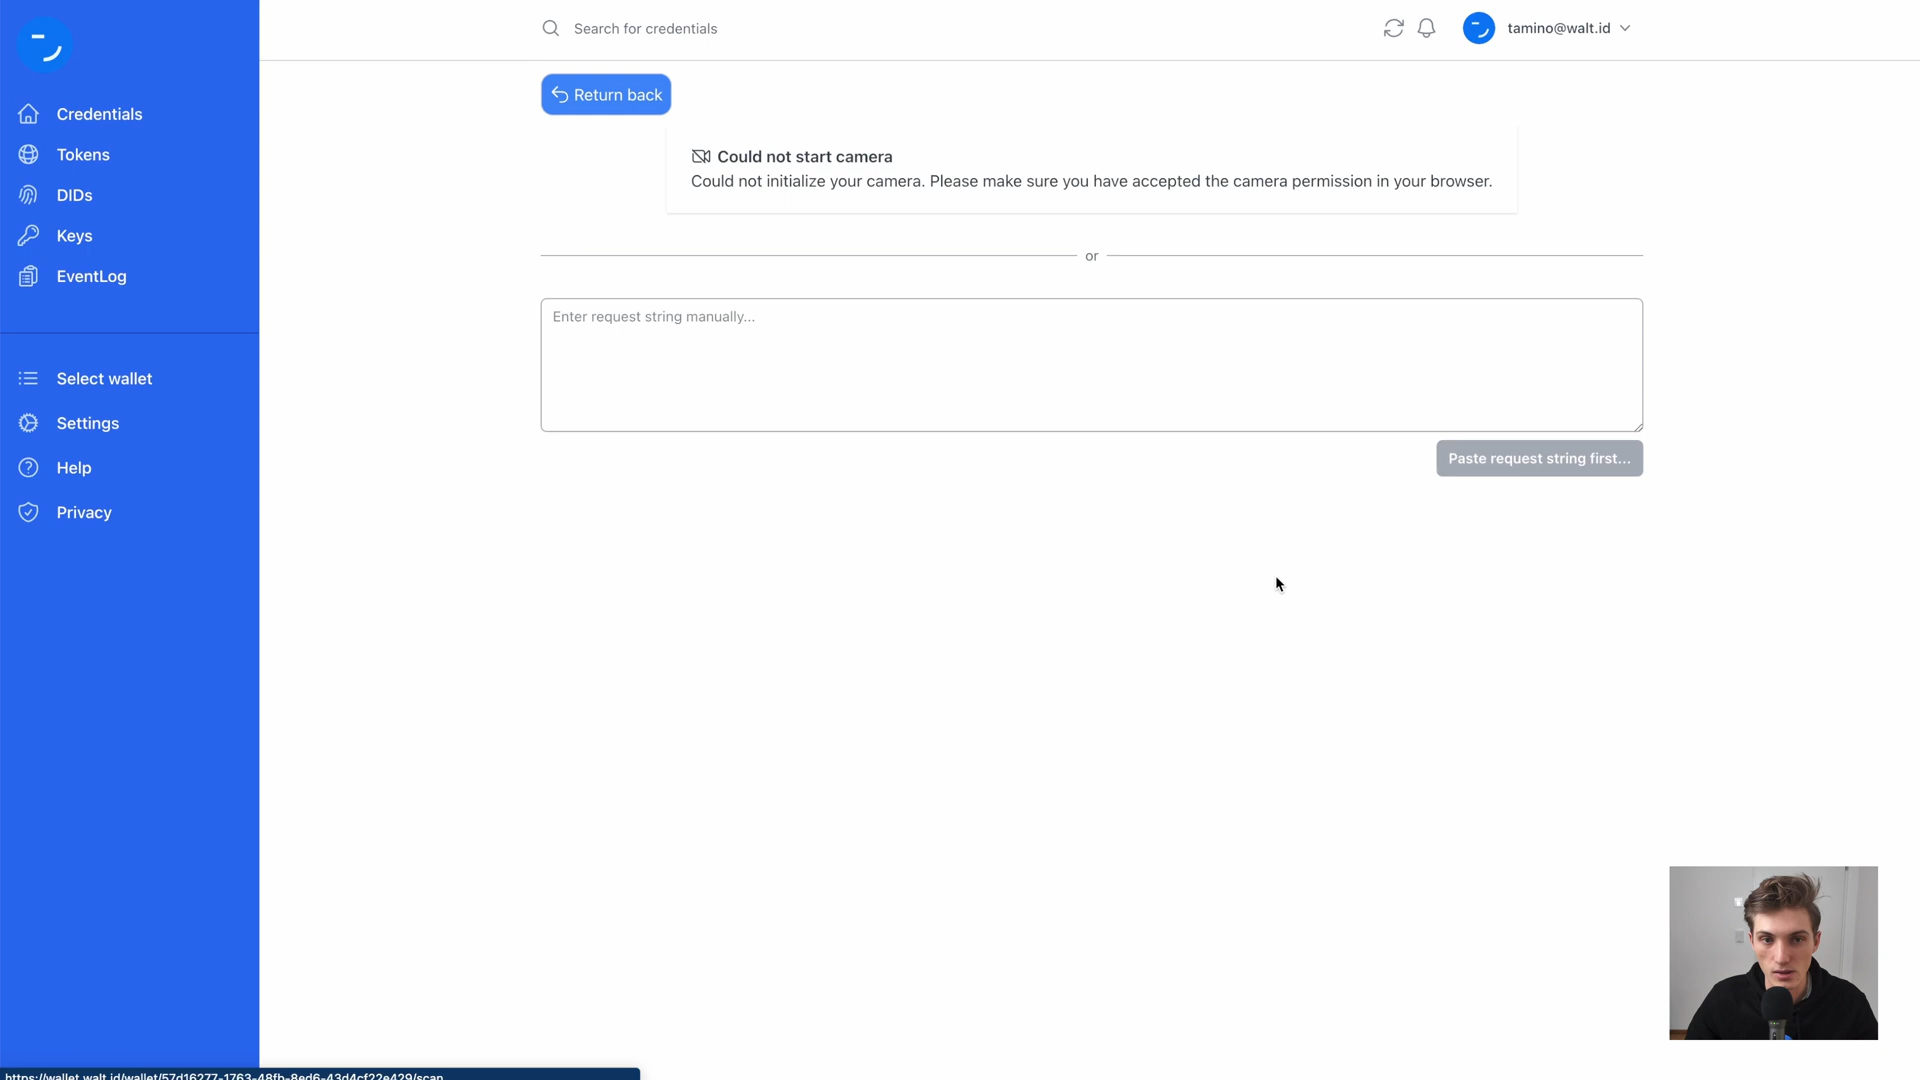 Search for credentials
tamino@walt.id
Return back
Credentials
Tokens
DIDs
Keys
EventLog
Select wallet
Settings
Help
Privacy
Could not start camera
Could not initialize your camera. Please make sure you have accepted the camera permission in your browser.
or
Enter request string manually...
Paste request string first...
https://wallet.walt.id/wallet/57d16277-1763-48fb-8ed6-43d4cf22e429/scan